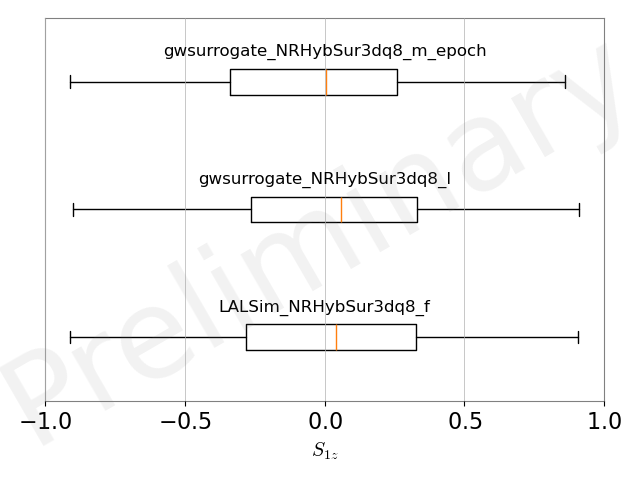 gwsurrogate_NRHybSur3dq8_m_epoch
gwsurrogate_NRHybSur3dq8_l
LALSim_NRHybSur3dq8_f
Preliminary
−1.0 −0.5 0.0 0.5 1.0
S1z